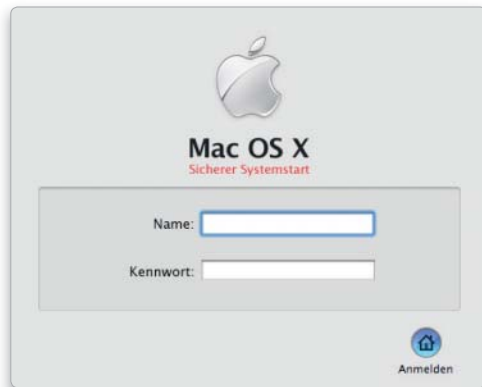 Mac OS X
Sicherer Systemstart
Name:
Kennwort:
Anmelden